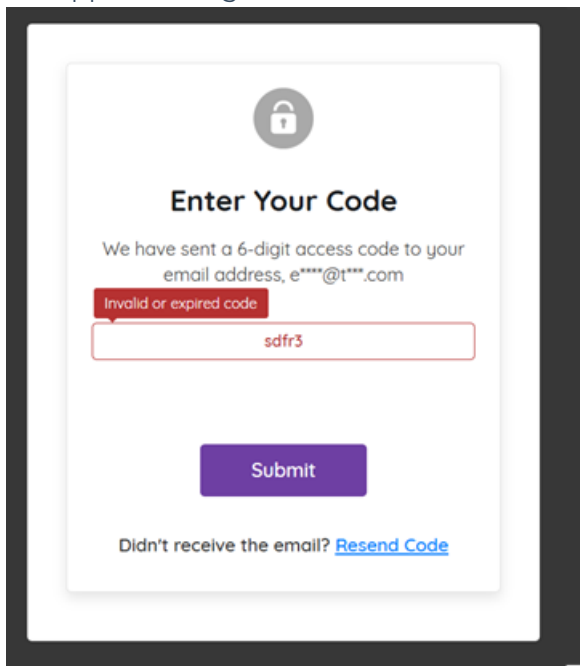 Enter Your Code
We have sent a 6-digit access code to your
email address, e****@t***.com
Invalid or expired code
sdfr3
Submit
Didn't receive the email? Resend Code